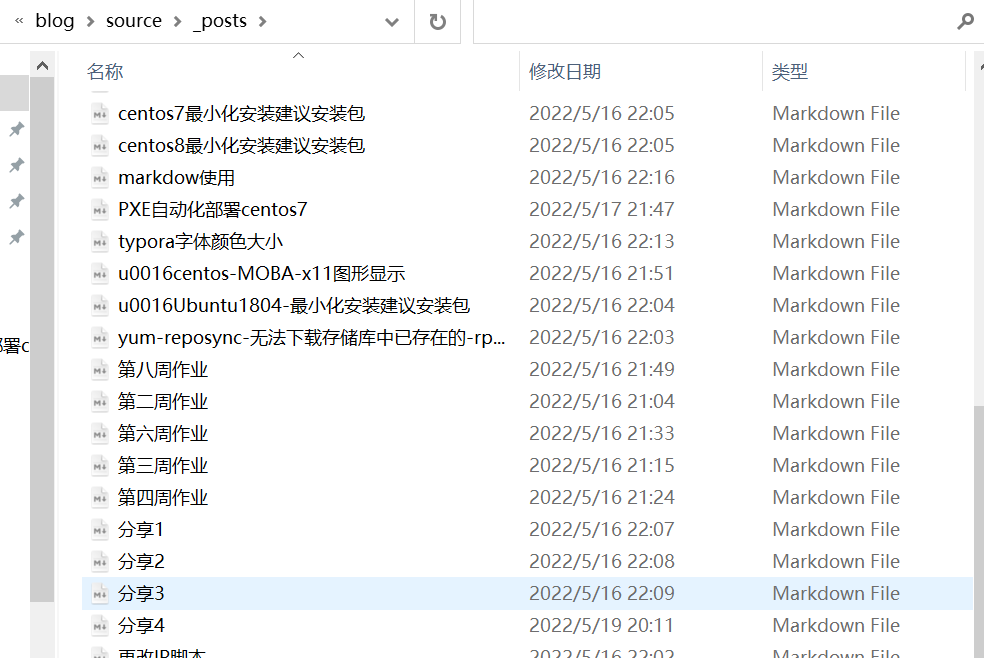 « blog > source > _posts >
名称 修改日期 类型
centos7最小化安装建议安装包 2022/5/16 22:05 Markdown File
centos8最小化安装建议安装包 2022/5/16 22:05 Markdown File
markdow使用 2022/5/16 22:16 Markdown File
PXE自动化部署centos7 2022/5/17 21:47 Markdown File
typora字体颜色大小 2022/5/16 22:13 Markdown File
u0016centos-MOBA-x11图形显示 2022/5/16 21:51 Markdown File
u0016Ubuntu1804-最小化安装建议安装包 2022/5/16 22:04 Markdown File
yum-reposync-无法下载存储库中已存在的-rp... 2022/5/16 22:03 Markdown File
部署c
第八周作业 2022/5/16 21:49 Markdown File
第二周作业 2022/5/16 21:04 Markdown File
第六周作业 2022/5/16 21:33 Markdown File
第三周作业 2022/5/16 21:15 Markdown File
第四周作业 2022/5/16 21:24 Markdown File
分享1 2022/5/16 22:07 Markdown File
分享2 2022/5/16 22:08 Markdown File
分享3 2022/5/16 22:09 Markdown File
分享4 2022/5/19 20:11 Markdown File
更改IP脚本 2022/5/16 22:02 Markdown File